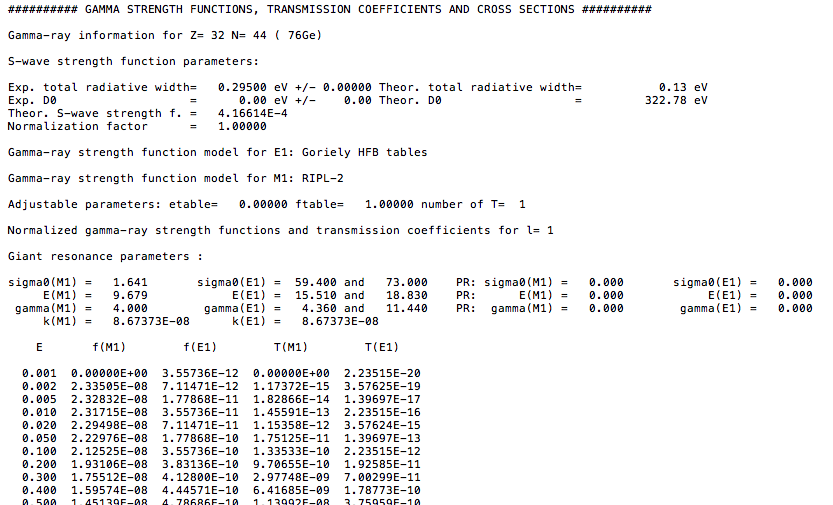 ########## GAMMA STRENGTH FUNCTIONS, TRANSMISSION COEFFICIENTS AND CROSS SECTIONS ##########
Gamma-ray information for Z= 32 N= 44 ( 76Ge)
S-wave strength function parameters:
Exp. total radiative width=   0.29500 eV +/- 0.00000 Theor. total radiative width=           0.13 eV
Exp. D0                   =      0.00 eV +/-    0.00 Theor. D0                   =         322.78 eV
Theor. S-wave strength f. =   4.16614E-4
Normalization factor      =   1.00000
Gamma-ray strength function model for E1: Goriely HFB tables
Gamma-ray strength function model for M1: RIPL-2
Adjustable parameters: etable=   0.00000 ftable=   1.00000 number of T=  1
Normalized gamma-ray strength functions and transmission coefficients for l= 1
Giant resonance parameters :
sigma0(M1) =   1.641       sigma0(E1) =  59.400 and   73.000    PR: sigma0(M1) =   0.000       sigma0(E1) =   0.000
E(M1) =   9.679            E(E1) =  15.510 and   18.830    PR:      E(M1) =   0.000            E(E1) =   0.000
gamma(M1) =   4.000        gamma(E1) =   4.360 and   11.440    PR:  gamma(M1) =   0.000        gamma(E1) =   0.000
k(M1) =   8.67373E-08      k(E1) =   8.67373E-08
E       f(M1)        f(E1)        T(M1)        T(E1)
0.001  0.00000E+00  3.55736E-12  0.00000E+00  2.23515E-20
0.002  2.33505E-08  7.11471E-12  1.17372E-15  3.57625E-19
0.005  2.32832E-08  1.77868E-11  1.82866E-14  1.39697E-17
0.010  2.31715E-08  3.55736E-11  1.45591E-13  2.23515E-16
0.020  2.29498E-08  7.11471E-11  1.15358E-12  3.57624E-15
0.050  2.22976E-08  1.77868E-10  1.75125E-11  1.39697E-13
0.100  2.12525E-08  3.55736E-10  1.33533E-10  2.23515E-12
0.200  1.93106E-08  3.83136E-10  9.70655E-10  1.92585E-11
0.300  1.75512E-08  4.12800E-10  2.97748E-09  7.00299E-11
0.400  1.59574E-08  4.44571E-10  6.41685E-09  1.78773E-10
0.500  1.45139E-08  4.78686E-10  1.13992E-08  3.75959E-10